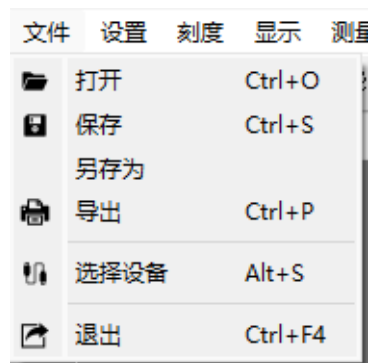 文件 设置 刻度 显示 测量
打开 Ctrl+O
保存 Ctrl+S
另存为
导出 Ctrl+P
选择设备 Alt+S
退出 Ctrl+F4